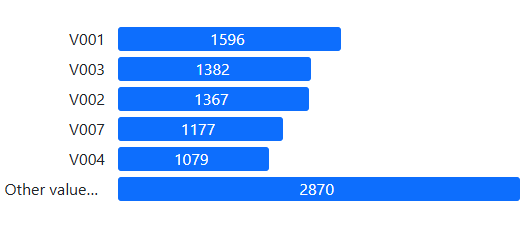 V001 1596
V003 1382
V002 1367
V007 1177
V004 1079
Other value... 2870